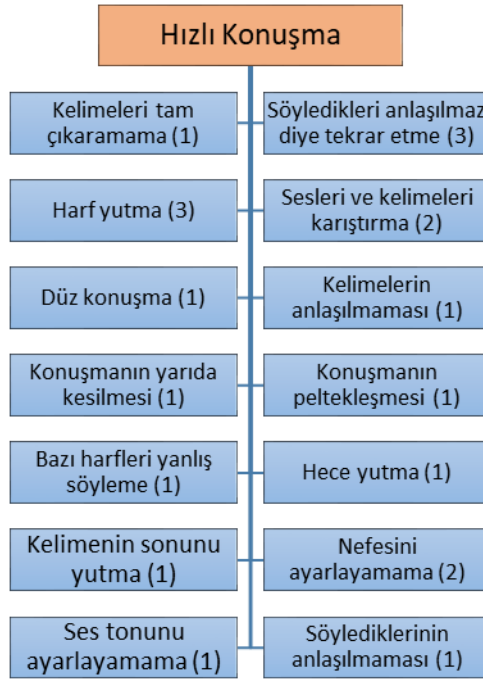 Hızlı Konuşma
Kelimeleri tam
çıkaramama (1)
Söyledikleri anlaşılmaz
diye tekrar etme (3)
Harf yutma (3)
Sesleri ve kelimeleri
karıştırma (2)
Düz konuşma (1)
Kelimelerin
anlaşılmaması (1)
Konuşmanın yarıda
kesilmesi (1)
Konuşmanın
peltekleşmesi (1)
Bazı harfleri yanlış
söyleme (1)
Hece yutma (1)
Kelimenin sonunu
yutma (1)
Nefesini
ayarlayamama (2)
Ses tonunu
ayarlayamama (1)
Söylediklerinin
anlaşılmaması (1)